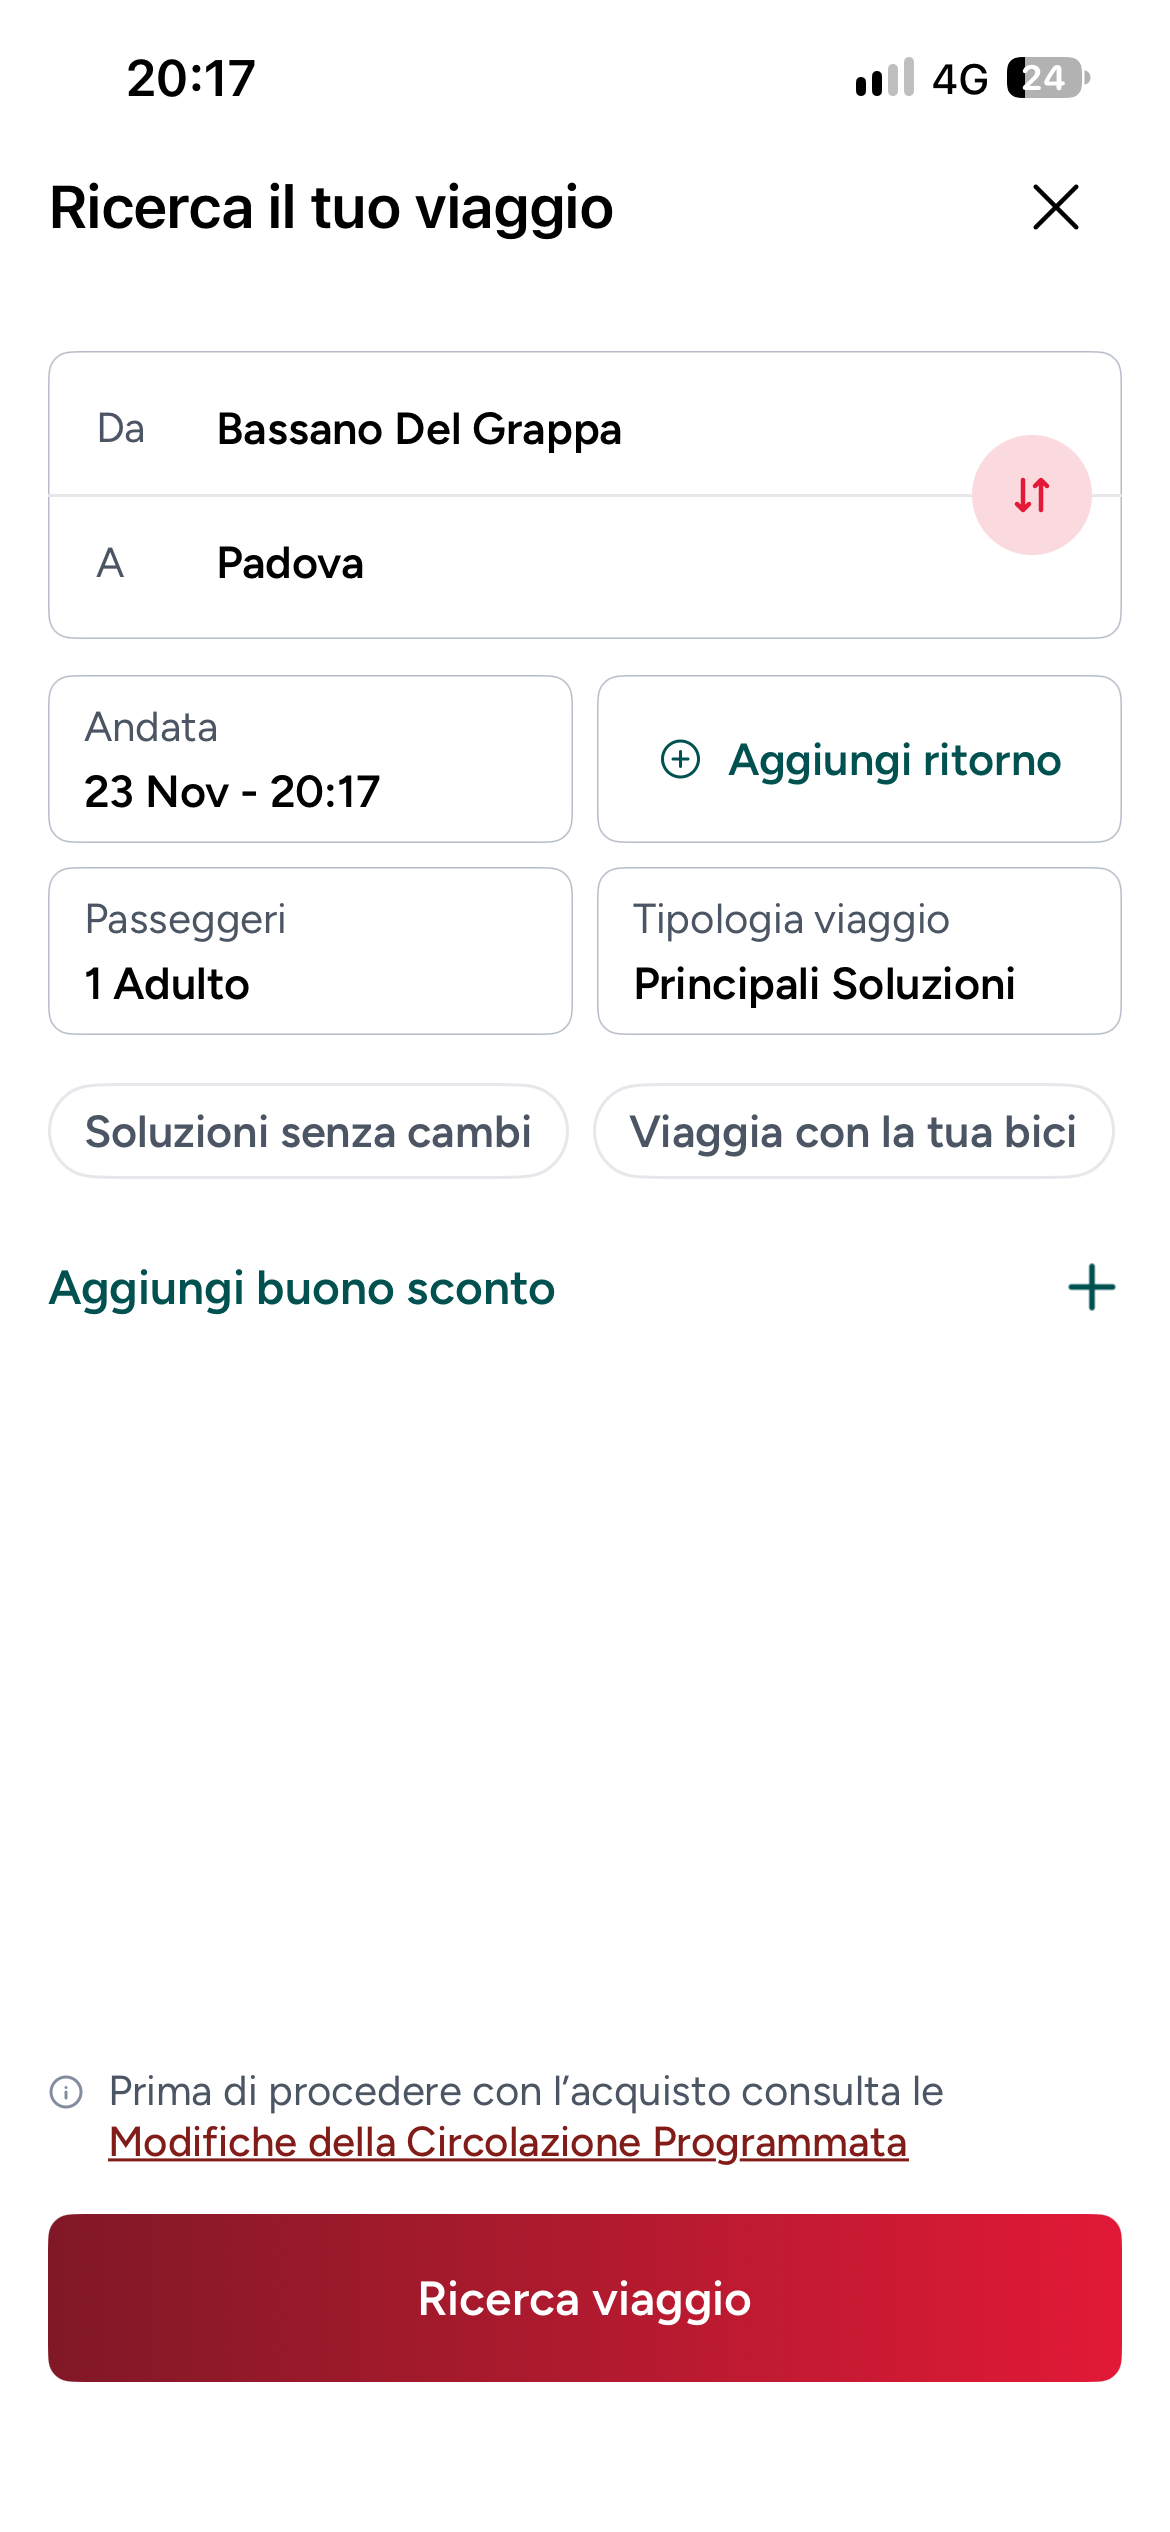 20:17 4G 24
Ricerca il tuo viaggio
Da Bassano Del Grappa
A Padova
Andata
23 Nov - 20:17
Aggiungi ritorno
Passeggeri
1 Adulto
Tipologia viaggio
Principali Soluzioni
Soluzioni senza cambi
Viaggia con la tua bici
Aggiungi buono sconto
Prima di procedere con l’acquisto consulta le
Modifiche della Circolazione Programmata
Ricerca viaggio